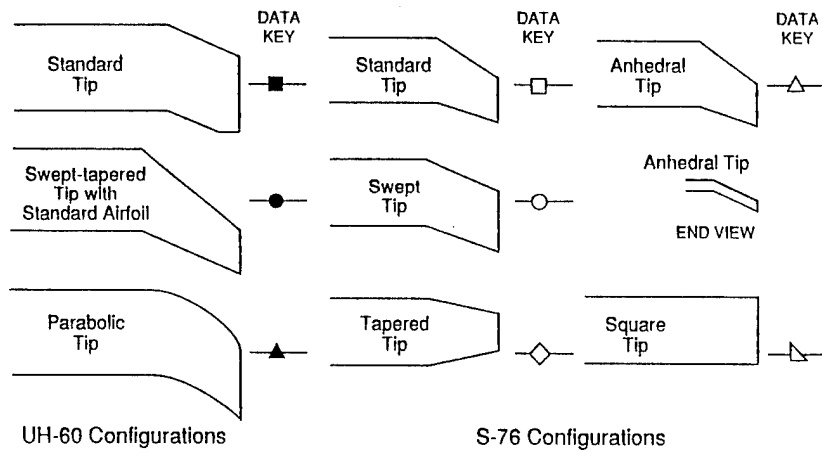 DATA
KEY
DATA
KEY
DATA
KEY
Standard
Tip
Standard
Tip
Anhedral
Tip
Swept-tapered
Tip with
Standard Airfoil
Swept
Tip
Anhedral Tip
END VIEW
Parabolic
Tip
Tapered
Tip
Square
Tip
UH-60 Configurations
S-76 Configurations